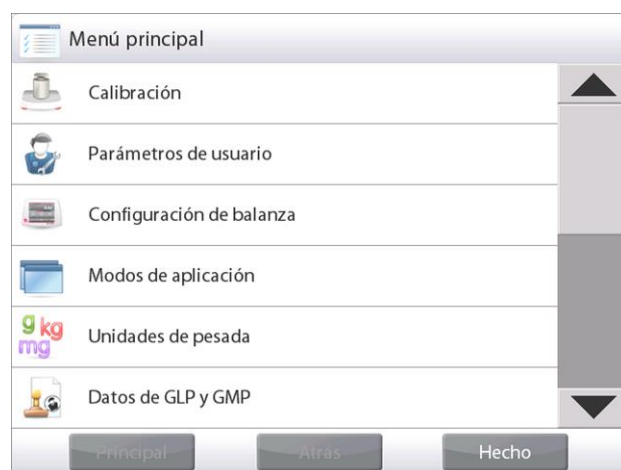 Menú principal
Calibración
Parámetros de usuario
Configuración de balanza
Modos de aplicación
g kg
mg
Unidades de pesada
Datos de GLP y GMP
Principal Atrás Hecho